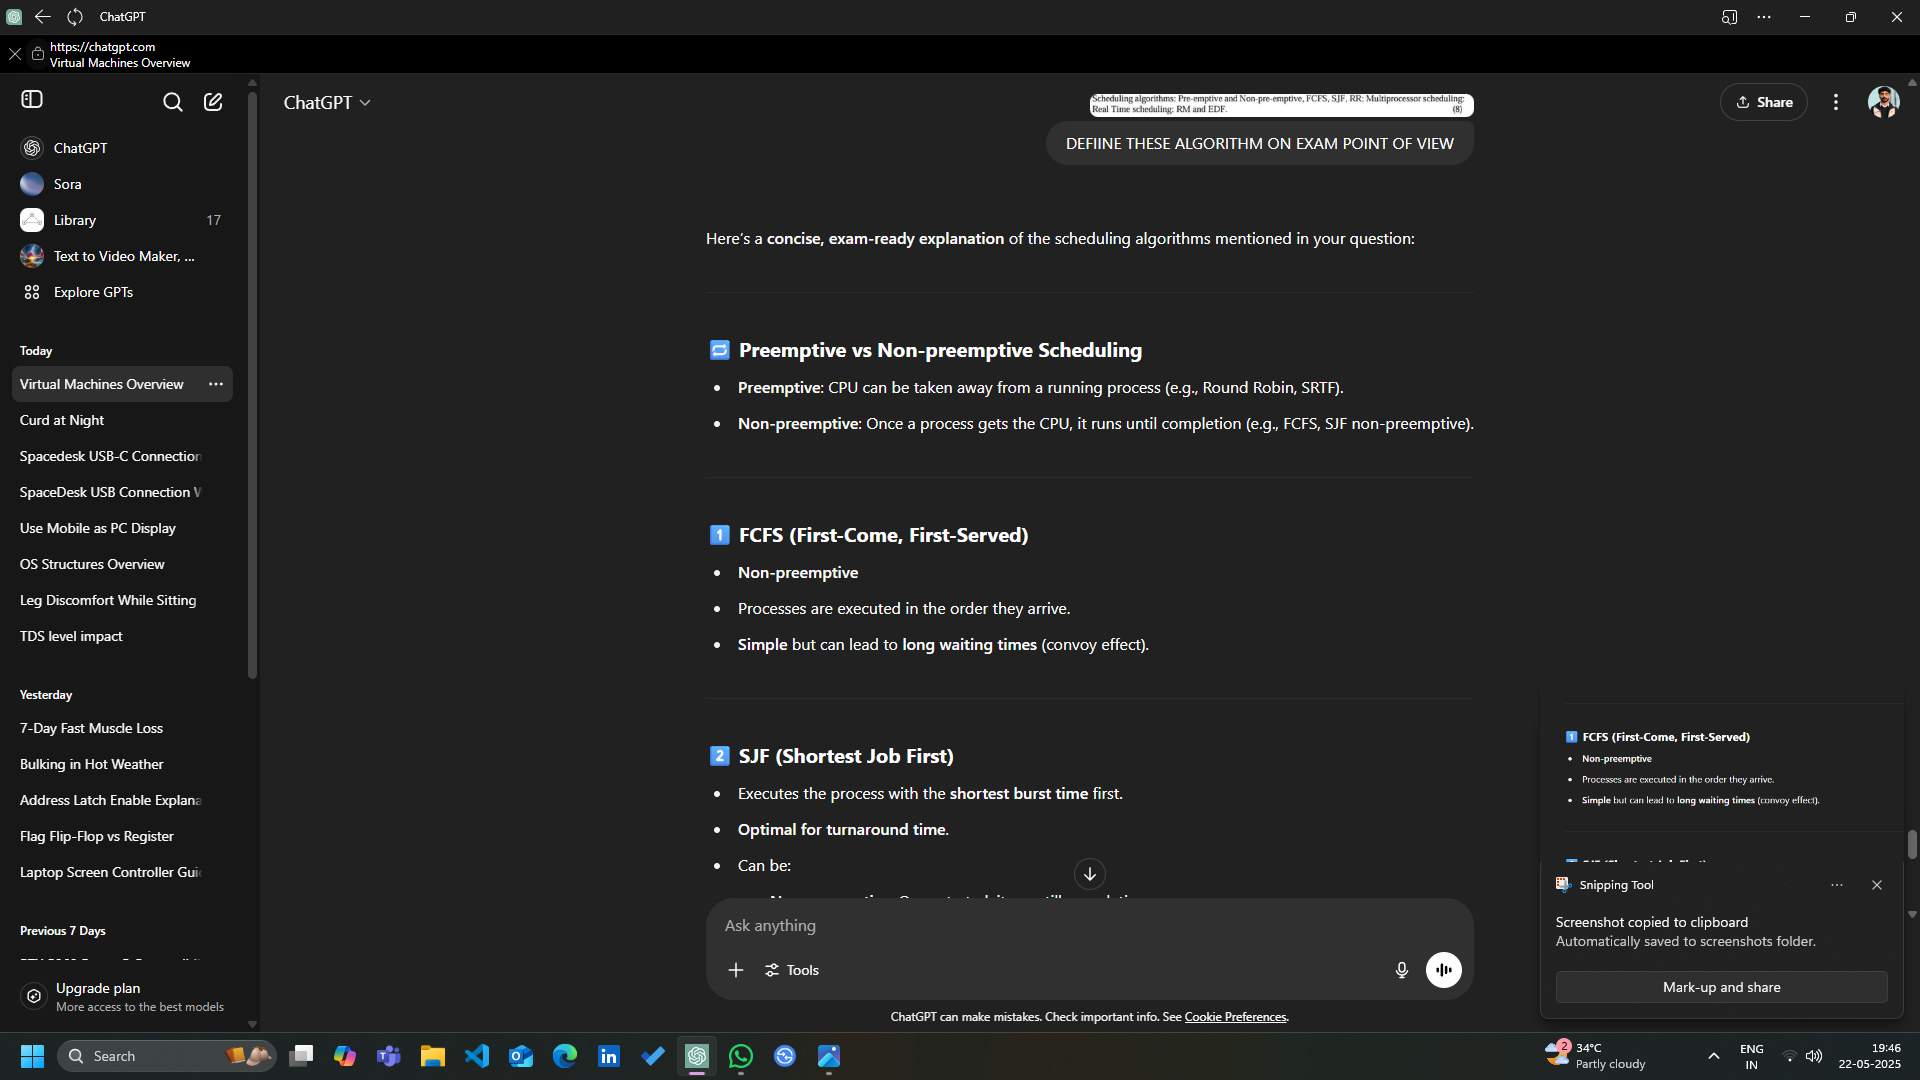 ChatGPT
https://chatgpt.com
Virtual Machines Overview
ChatGPT
Sora
Library 17
Text to Video Maker, ...
Explore GPTs
Today
Virtual Machines Overview
Curd at Night
Spacedesk USB-C Connection
SpaceDesk USB Connection
Use Mobile as PC Display
OS Structures Overview
Leg Discomfort While Sitting
TDS level impact
Yesterday
7-Day Fast Muscle Loss
Bulking in Hot Weather
Address Latch Enable Explana
Flag Flip-Flop vs Register
Laptop Screen Controller Gui
Previous 7 Days
Upgrade plan
More access to the best models
ChatGPT
Share
Scheduling algorithms: Pre-emptive and Non-pre-emptive, FCFS, SJF, RR; Multiprocessor scheduling:
Real Time scheduling: RM and EDF. (8)
DEFIINE THESE ALGORITHM ON EXAM POINT OF VIEW
Here's a concise, exam-ready explanation of the scheduling algorithms mentioned in your question:
Preemptive vs Non-preemptive Scheduling
• Preemptive: CPU can be taken away from a running process (e.g., Round Robin, SRTF).
• Non-preemptive: Once a process gets the CPU, it runs until completion (e.g., FCFS, SJF non-preemptive).
1 FCFS (First-Come, First-Served)
• Non-preemptive
• Processes are executed in the order they arrive.
• Simple but can lead to long waiting times (convoy effect).
2 SJF (Shortest Job First)
• Executes the process with the shortest burst time first.
• Optimal for turnaround time.
• Can be:
Ask anything
Tools
ChatGPT can make mistakes. Check important info. See Cookie Preferences.
1 FCFS (First-Come, First-Served)
• Non-preemptive
• Processes are executed in the order they arrive.
• Simple but can lead to long waiting times (convoy effect).
Snipping Tool
Screenshot copied to clipboard
Automatically saved to screenshots folder.
Mark-up and share
Search
2
34°C
Partly cloudy
ENG
IN
19:46
22-05-2025